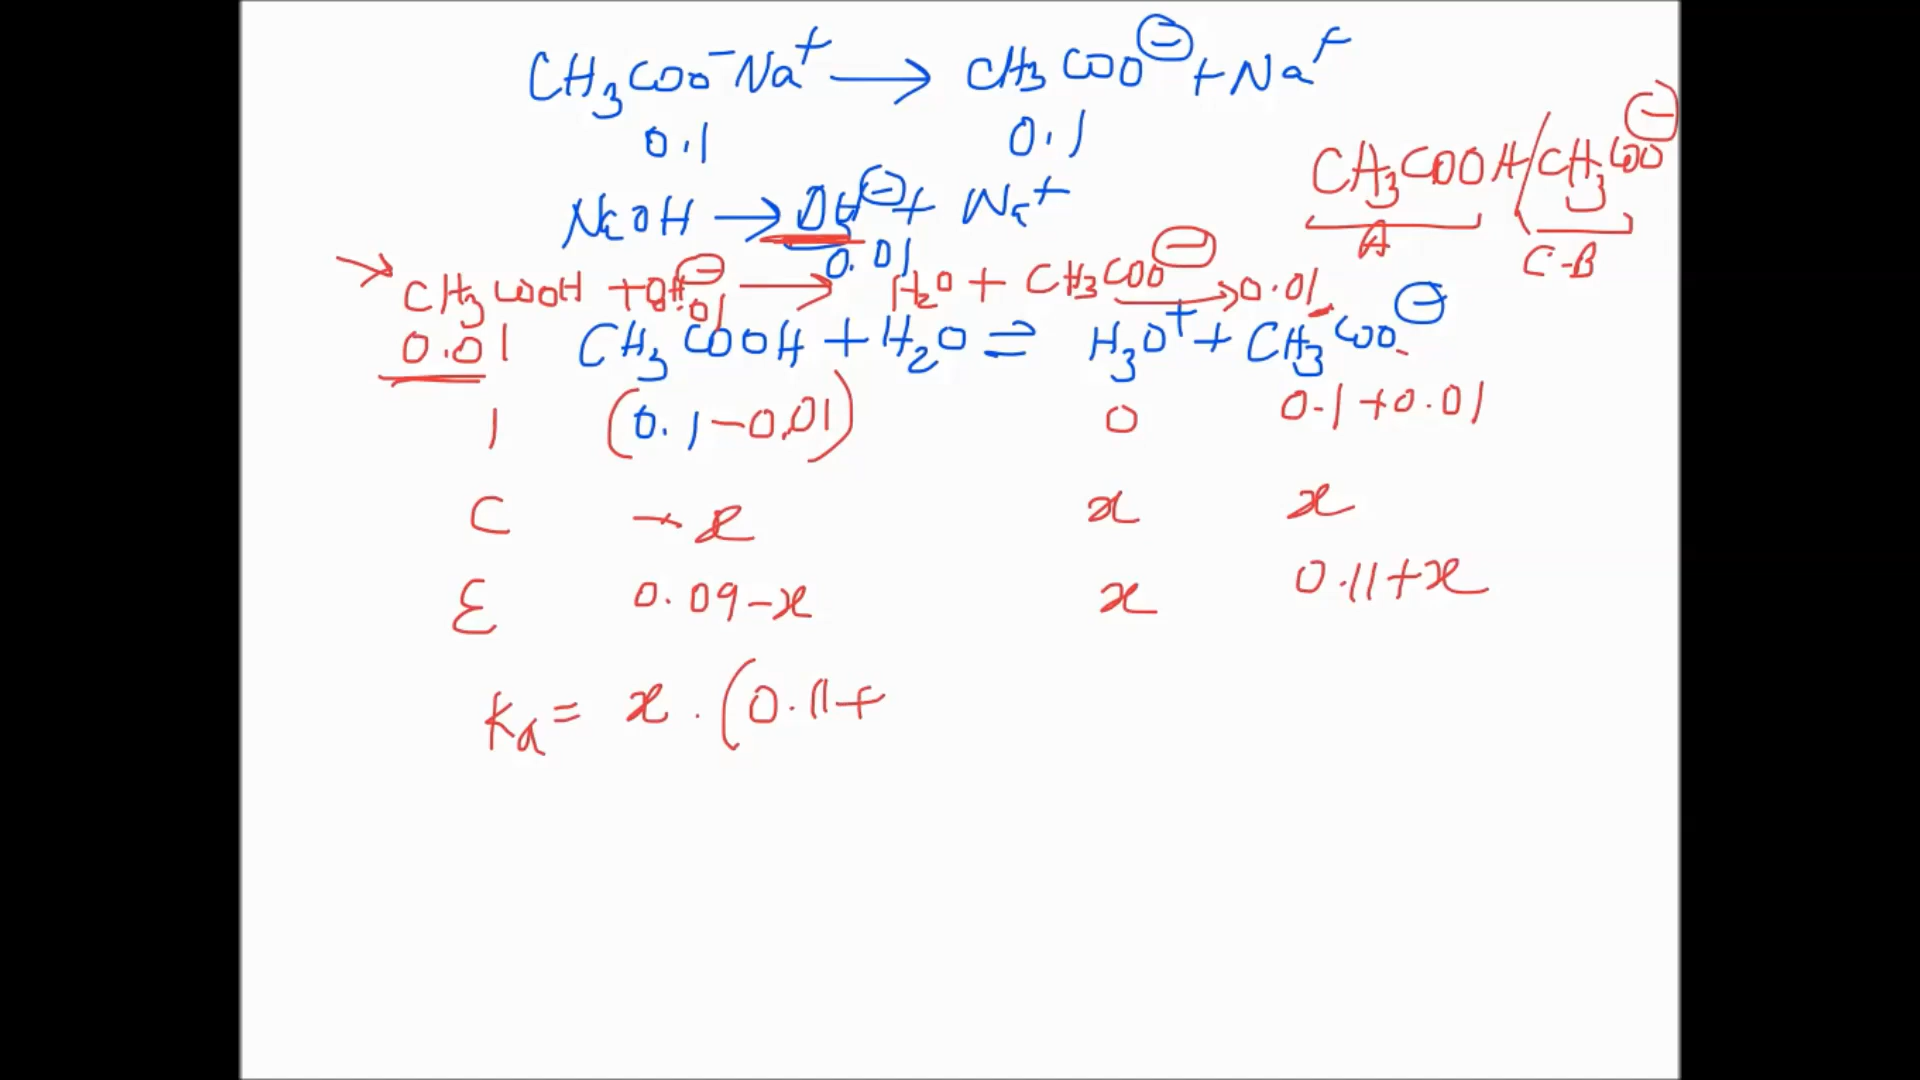 CH₃COO⁻Na⁺ → CH₃COO⊖ + Na⁺
0.1 0.1
CH₃COOH / CH₃COO⊖
A C-B
NaOH → OH⊖ + Na⁺
0.01
CH₃COOH + OH⊖ → H₂O + CH₃COO⊖ → 0.01
0.01 0.01
CH₃COOH + H₂O ⇌ H₃O⁺ + CH₃COO⊖
I (0.1-0.01) 0 0.1+0.01
C -x x x
E 0.09-x x 0.11+x
Ka = x . (0.11+